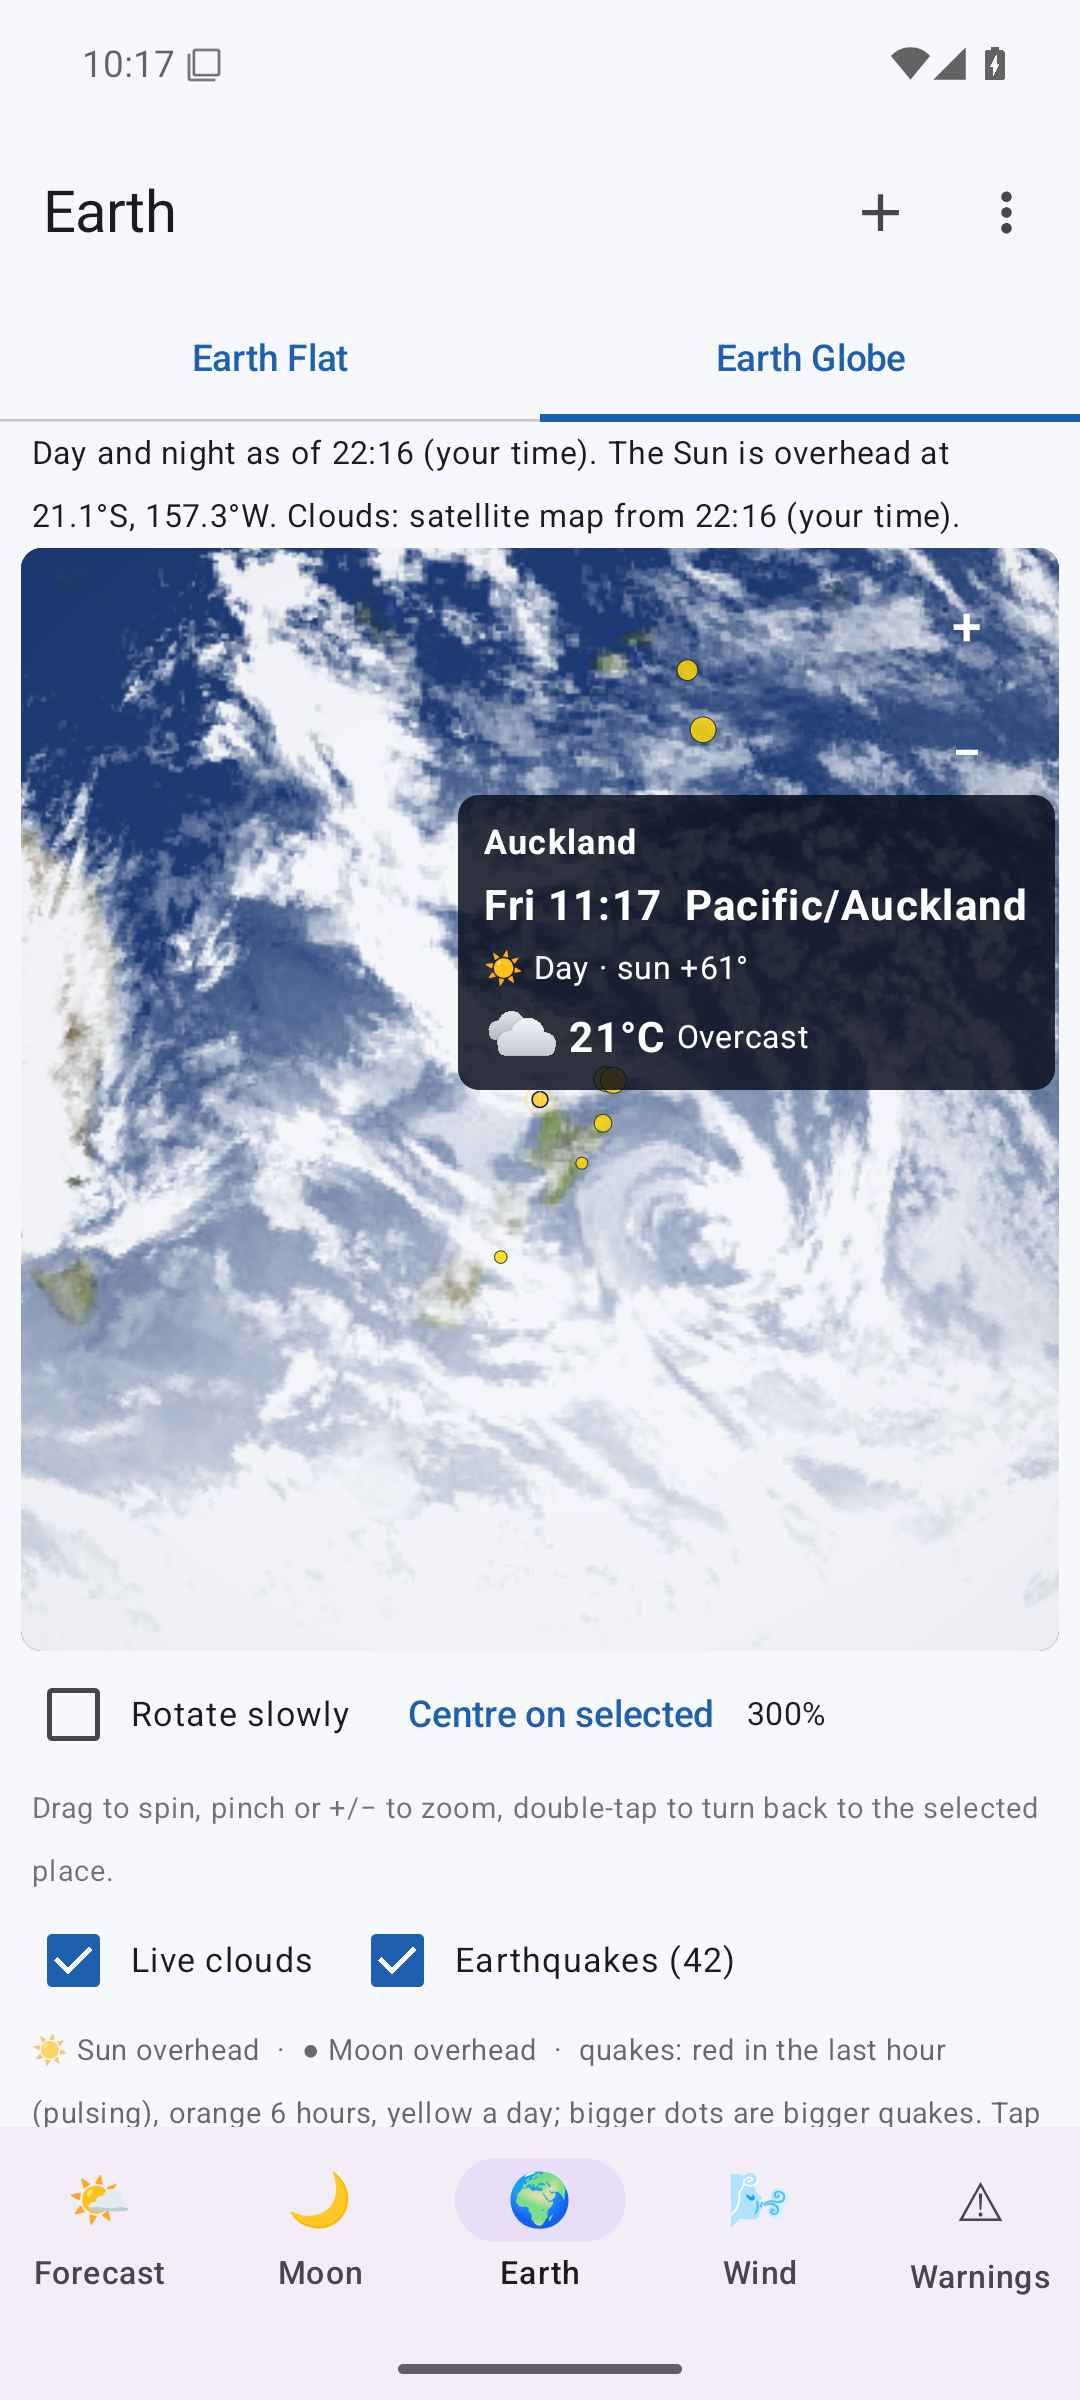 10:17
Earth
Earth Flat
Earth Globe
Day and night as of 22:16 (your time). The Sun is overhead at
21.1°S, 157.3°W. Clouds: satellite map from 22:16 (your time).
+
−
Auckland
Fri 11:17 Pacific/Auckland
☀️ Day · sun +61°
21°C Overcast
Rotate slowly
Centre on selected
300%
Drag to spin, pinch or +/− to zoom, double-tap to turn back to the selected
place.
Live clouds
Earthquakes (42)
☀️ Sun overhead · ● Moon overhead · quakes: red in the last hour
(pulsing), orange 6 hours, yellow a day; bigger dots are bigger quakes. Tap
Forecast
Moon
Earth
Wind
Warnings